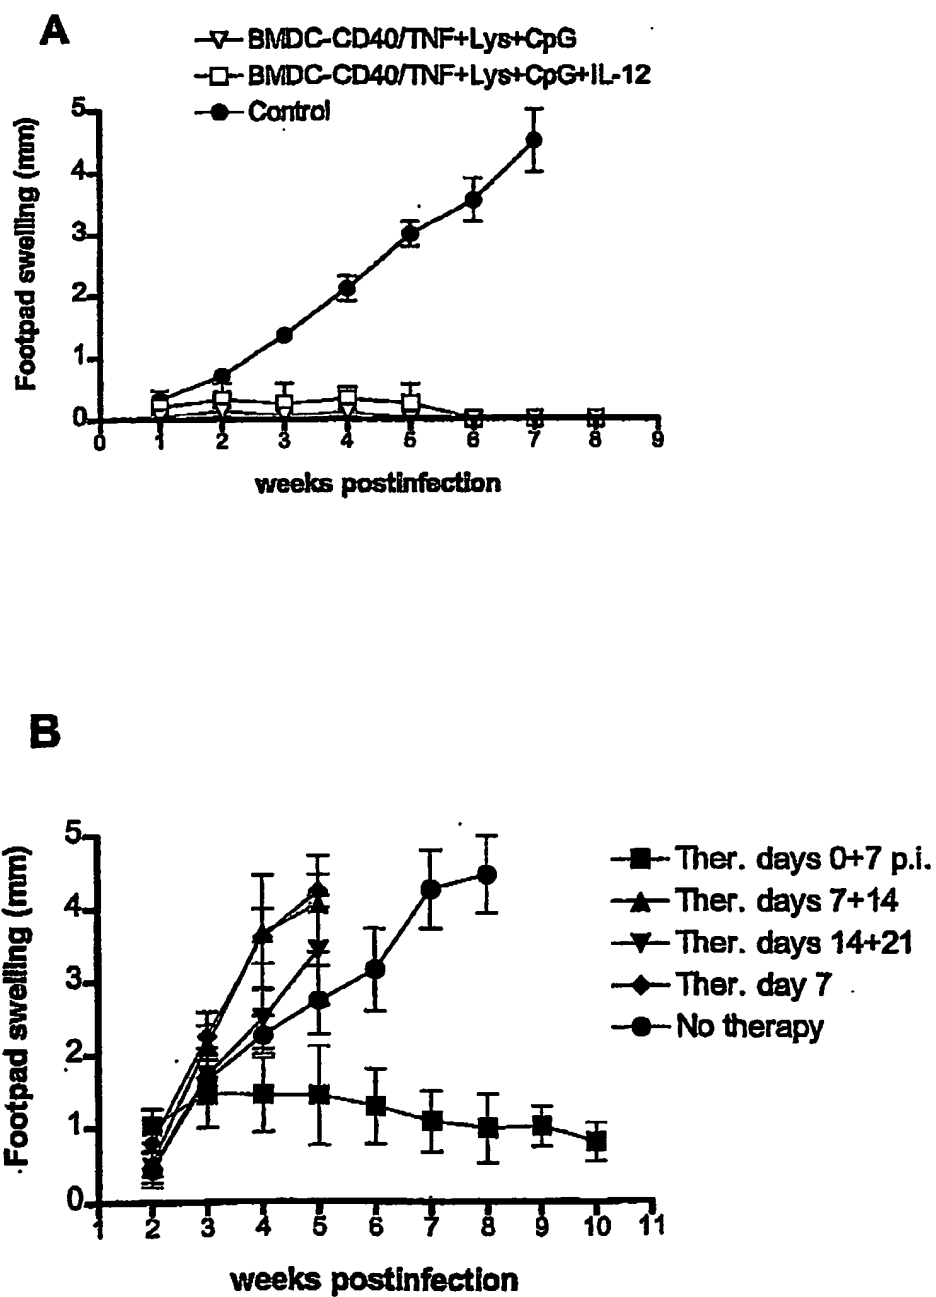 A
BMDC-CD40/TNF+Lys+CpG
BMDC-CD40/TNF+Lys+CpG+IL-12
Control
Footpad swelling (mm)
5
4
3
2
1
0
0 1 2 3 4 5 6 7 8 9
weeks postinfection
B
Footpad swelling (mm)
5
4
3
2
1
0
1 2 3 4 5 6 7 8 9 10 11
weeks postinfection
Ther. days 0+7 p.i.
Ther. days 7+14
Ther. days 14+21
Ther. day 7
No therapy